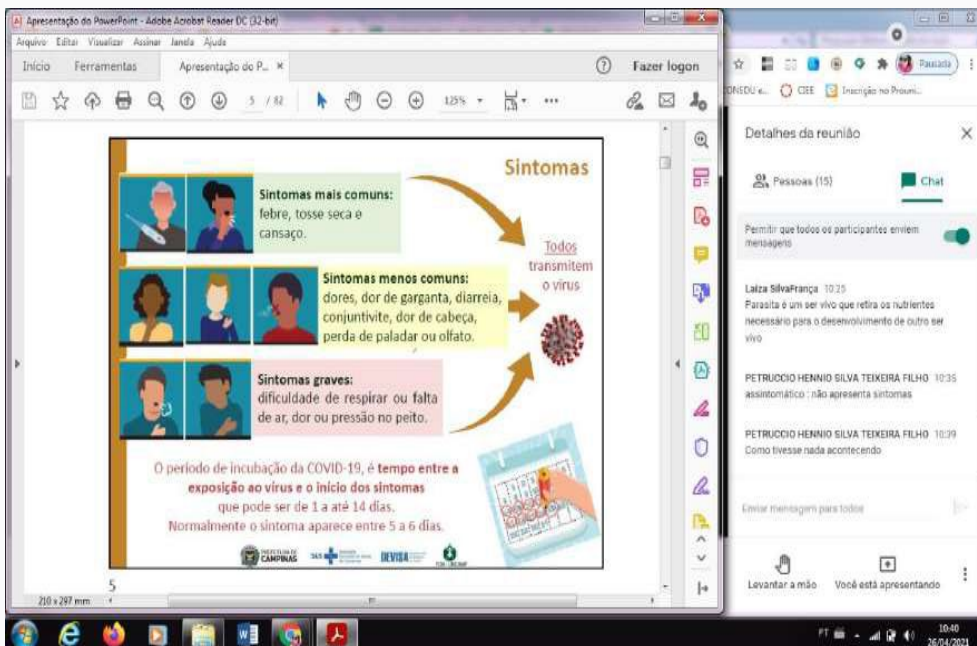 Apresentação do PowerPoint - Adobe Acrobat Reader DC (32-bit)
Arquivo Editar Visualizar Assinar Janela Ajuda
Início Ferramentas Apresentação do P... ×
Fazer logon
5 / 82
125%
Sintomas
Sintomas mais comuns:
febre, tosse seca e
cansaço.
Sintomas menos comuns:
dores, dor de garganta, diarreia,
conjuntivite, dor de cabeça,
perda de paladar ou olfato.
Sintomas graves:
dificuldade de respirar ou falta
de ar, dor ou pressão no peito.
Todos
transmitem
o vírus
O período de incubação da COVID-19, é tempo entre a
exposição ao vírus e o início dos sintomas
que pode ser de 1 a até 14 dias.
Normalmente o sintoma aparece entre 5 a 6 dias.
PREFEITURA DE
CAMPINAS
SUS
DEVISA
5
210 x 297 mm
Pausada
CIEE Inscrição no Prouni...
Detalhes da reunião
Pessoas (15)
Chat
Permitir que todos os participantes enviem
mensagens
Laiza SilvaFrança 10:25
Parasita é um ser vivo que retira os nutrientes
necessário para o desenvolvimento de outro ser
vivo
PETRUCCIO HENNIO SILVA TEIXEIRA FILHO 10:35
assintomático : não apresenta sintomas
PETRUCCIO HENNIO SILVA TEIXEIRA FILHO 10:39
Como tivesse nada acontecendo
Enviar mensagem para todos
Levantar a mão
Você está apresentando
PT
10:40
26/04/2021